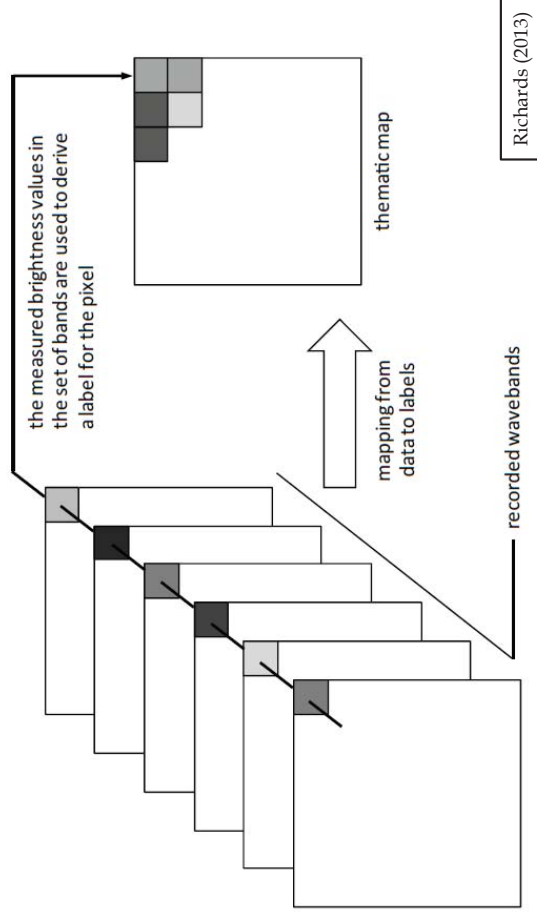 the measured brightness values in
the set of bands are used to derive
a label for the pixel
mapping from
data to labels
thematic map
recorded wavebands
Richards (2013)